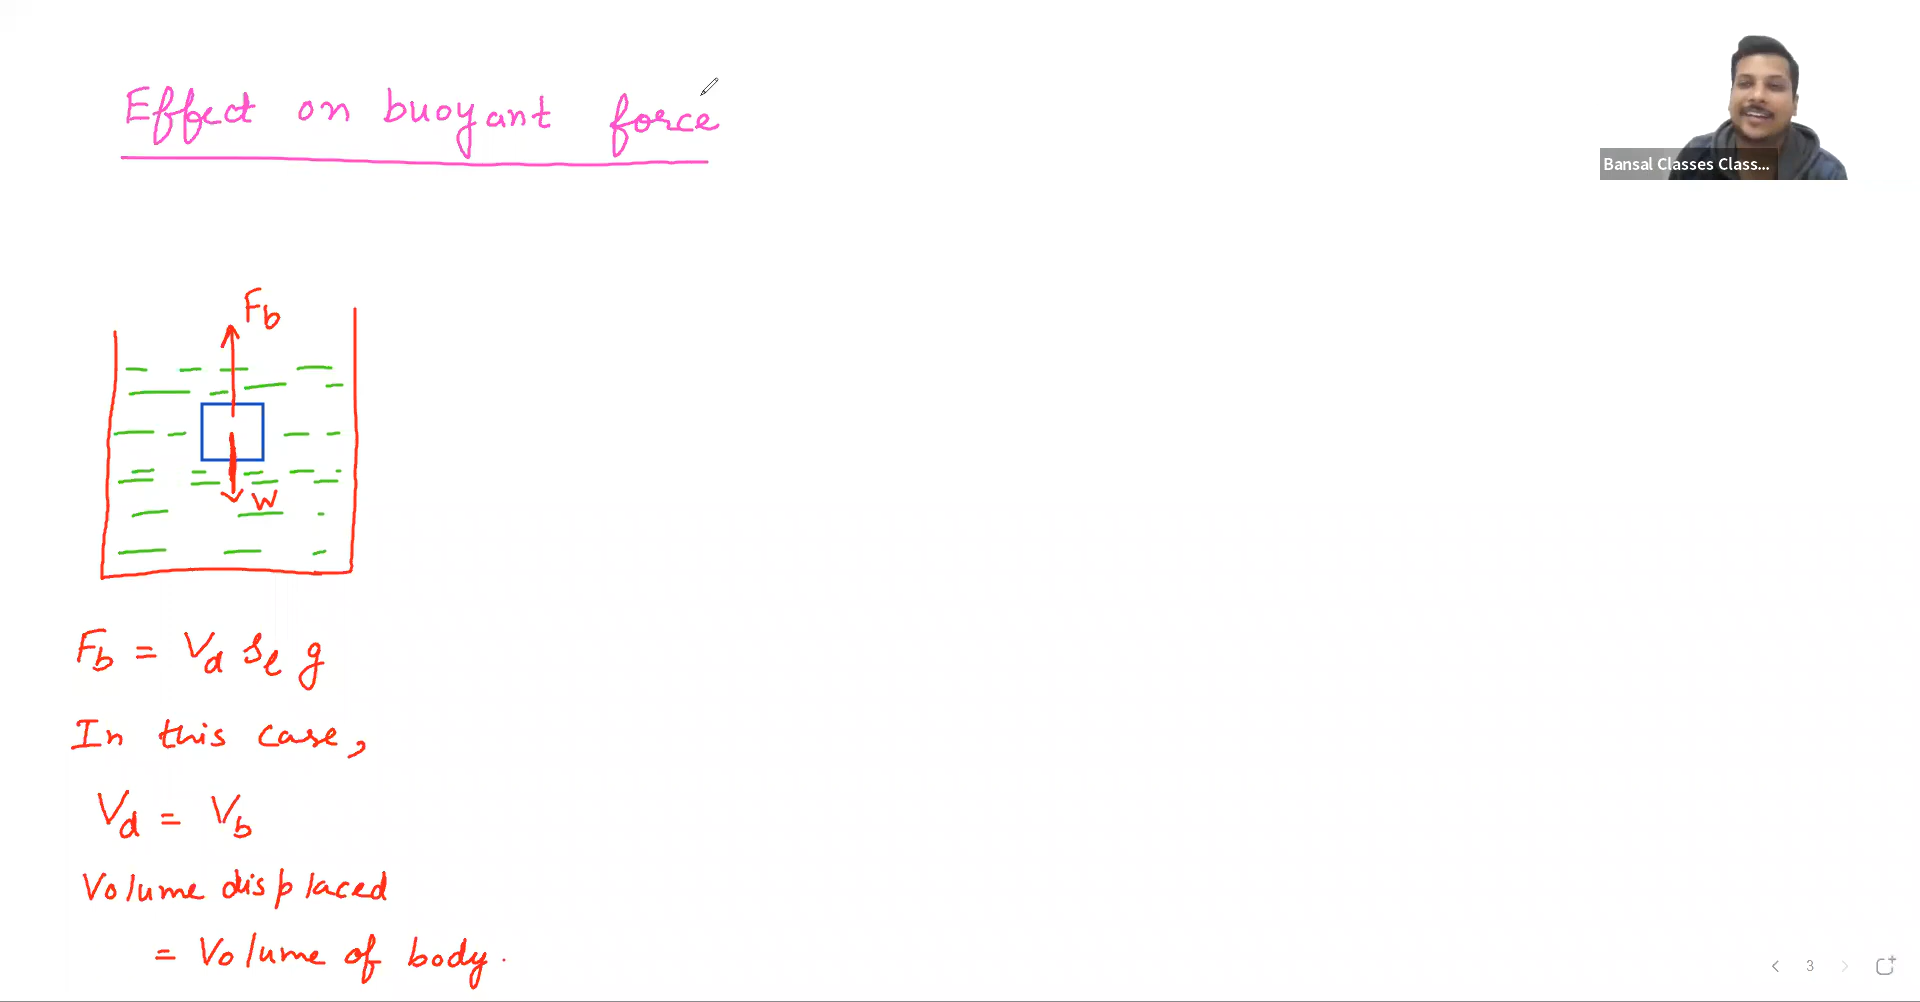 Effect on buoyant force
Bansal Classes Class...
Fb
W
Fb = Vd Sl g
In this case,
Vd = Vb
Volume displaced
= Volume of body.
3